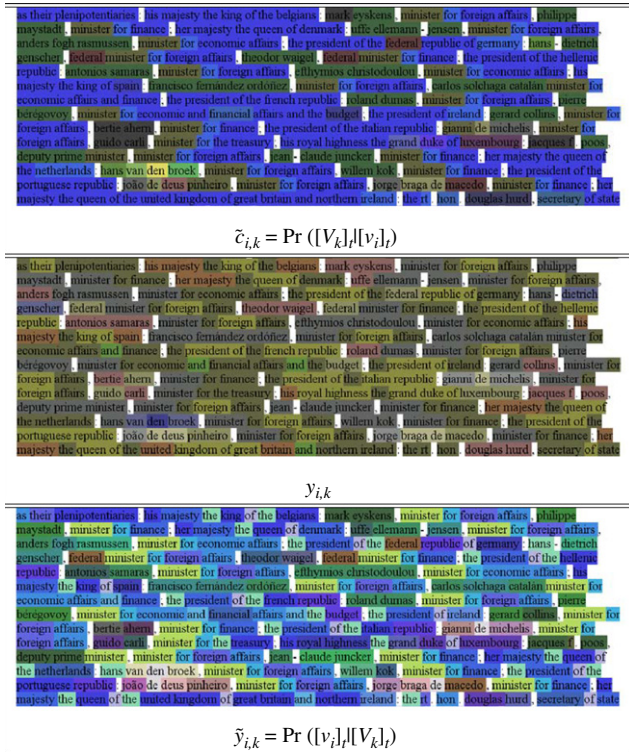 as their plenipotentiaries : his majesty the king of the belgians : mark eyskens , minister for foreign affairs , philippe
maystadt , minister for finance ; her majesty the queen of denmark : uffe ellemann - jensen , minister for foreign affairs ,
anders fogh rasmussen , minister for economic affairs ; the president of the federal republic of germany : hans - dietrich
genscher , federal minister for foreign affairs , theodor waigel , federal minister for finance ; the president of the hellenic
republic : antonios samaras , minister for foreign affairs , efthymios christodoulou , minister for economic affairs ; his
majesty the king of spain : francisco fernández ordóñez , minister for foreign affairs , carlos solchaga catalán minister for
economic affairs and finance ; the president of the french republic : roland dumas , minister for foreign affairs , pierre
bérégovoy , minister for economic and financial affairs and the budget ; the president of ireland : gerard collins , minister for
foreign affairs , bertie ahern , minister for finance ; the president of the italian republic : gianni de michelis , minister for
foreign affairs , guido carli , minister for the treasury ; his royal highness the grand duke of luxembourg : jacques f . poos ,
deputy prime minister , minister for foreign affairs , jean - claude juncker , minister for finance ; her majesty the queen of
the netherlands : hans van den broek , minister for foreign affairs , willem kok , minister for finance ; the president of the
portuguese republic : joão de deus pinheiro , minister for foreign affairs , jorge braga de macedo , minister for finance ; her
majesty the queen of the united kingdom of great britain and northern ireland : the rt . hon . douglas hurd , secretary of state
c̃i,k = Pr ([Vk]t|[vi]t)
as their plenipotentiaries : his majesty the king of the belgians : mark eyskens , minister for foreign affairs , philippe
maystadt , minister for finance ; her majesty the queen of denmark : uffe ellemann - jensen , minister for foreign affairs ,
anders fogh rasmussen , minister for economic affairs ; the president of the federal republic of germany : hans - dietrich
genscher , federal minister for foreign affairs , theodor waigel , federal minister for finance ; the president of the hellenic
republic : antonios samaras , minister for foreign affairs , efthymios christodoulou , minister for economic affairs ; his
majesty the king of spain : francisco fernández ordóñez , minister for foreign affairs , carlos solchaga catalán minister for
economic affairs and finance ; the president of the french republic : roland dumas , minister for foreign affairs , pierre
bérégovoy , minister for economic and financial affairs and the budget ; the president of ireland : gerard collins , minister for
foreign affairs , bertie ahern , minister for finance ; the president of the italian republic : gianni de michelis , minister for
foreign affairs , guido carli , minister for the treasury ; his royal highness the grand duke of luxembourg : jacques f . poos ,
deputy prime minister , minister for foreign affairs , jean - claude juncker , minister for finance ; her majesty the queen of
the netherlands : hans van den broek , minister for foreign affairs , willem kok , minister for finance ; the president of the
portuguese republic : joão de deus pinheiro , minister for foreign affairs , jorge braga de macedo , minister for finance ; her
majesty the queen of the united kingdom of great britain and northern ireland : the rt . hon . douglas hurd , secretary of state
yi,k
as their plenipotentiaries : his majesty the king of the belgians : mark eyskens , minister for foreign affairs , philippe
maystadt , minister for finance ; her majesty the queen of denmark : uffe ellemann - jensen , minister for foreign affairs ,
anders fogh rasmussen , minister for economic affairs ; the president of the federal republic of germany : hans - dietrich
genscher , federal minister for foreign affairs , theodor waigel , federal minister for finance ; the president of the hellenic
republic : antonios samaras , minister for foreign affairs , efthymios christodoulou , minister for economic affairs ; his
majesty the king of spain : francisco fernández ordóñez , minister for foreign affairs , carlos solchaga catalán minister for
economic affairs and finance ; the president of the french republic : roland dumas , minister for foreign affairs , pierre
bérégovoy , minister for economic and financial affairs and the budget ; the president of ireland : gerard collins , minister for
foreign affairs , bertie ahern , minister for finance ; the president of the italian republic : gianni de michelis , minister for
foreign affairs , guido carli , minister for the treasury ; his royal highness the grand duke of luxembourg : jacques f . poos ,
deputy prime minister , minister for foreign affairs , jean - claude juncker , minister for finance ; her majesty the queen of
the netherlands : hans van den broek , minister for foreign affairs , willem kok , minister for finance ; the president of the
portuguese republic : joão de deus pinheiro , minister for foreign affairs , jorge braga de macedo , minister for finance ; her
majesty the queen of the united kingdom of great britain and northern ireland : the rt . hon . douglas hurd , secretary of state
ỹi,k = Pr ([vi]t|[Vk]t)